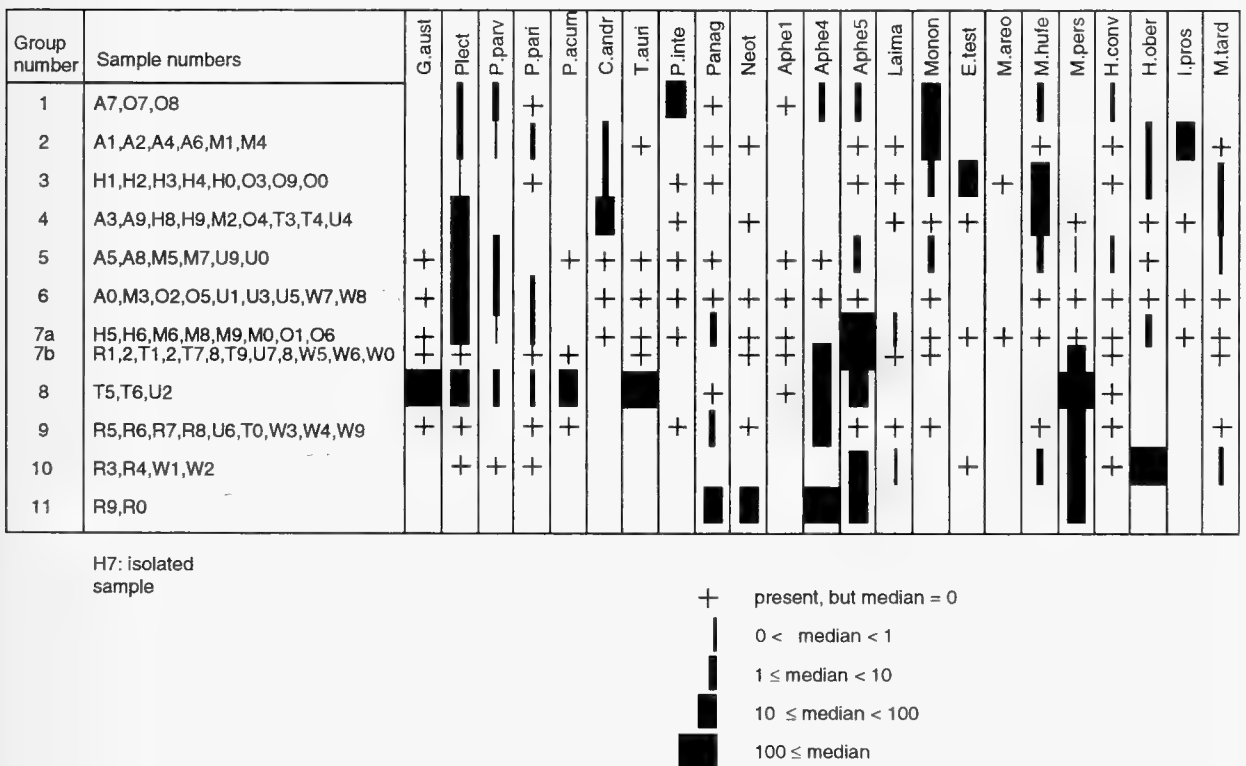 Group number Sample numbers G.aust Plect P.parv P.pari P.acum C.andr T.auri P.inte Panag Neot Aphe1 Aphe4 Aphe5 Laima Monon E.test M.areo M.hufe M.pers H.conv H.ober I.pros M.tard
1 A7,O7,O8 + + +
2 A1,A2,A4,A6,M1,M4 + + + + + + + +
3 H1,H2,H3,H4,H0,O3,O9,O0 + + + + + + +
4 A3,A9,H8,H9,M2,O4,T3,T4,U4 + + + + + + + +
5 A5,A8,M5,M7,U9,U0 + + + + + + + + +
6 A0,M3,O2,O5,U1,U3,U5,W7,W8 + + + + + + + + + + + + + + + +
7a H5,H6,M6,M8,M9,M0,O1,O6 + + + + + + + + + + + + + +
7b R1,2,T1,2,T7,8,T9,U7,8,W5,W6,W0 + + + + + + + + + + +
8 T5,T6,U2 + + +
9 R5,R6,R7,R8,U6,T0,W3,W4,W9 + + + + + + + + + + + +
10 R3,R4,W1,W2 + + + + +
11 R9,R0
H7: isolated
sample
+ present, but median = 0
0 < median < 1
1 ≤ median < 10
10 ≤ median < 100
100 ≤ median